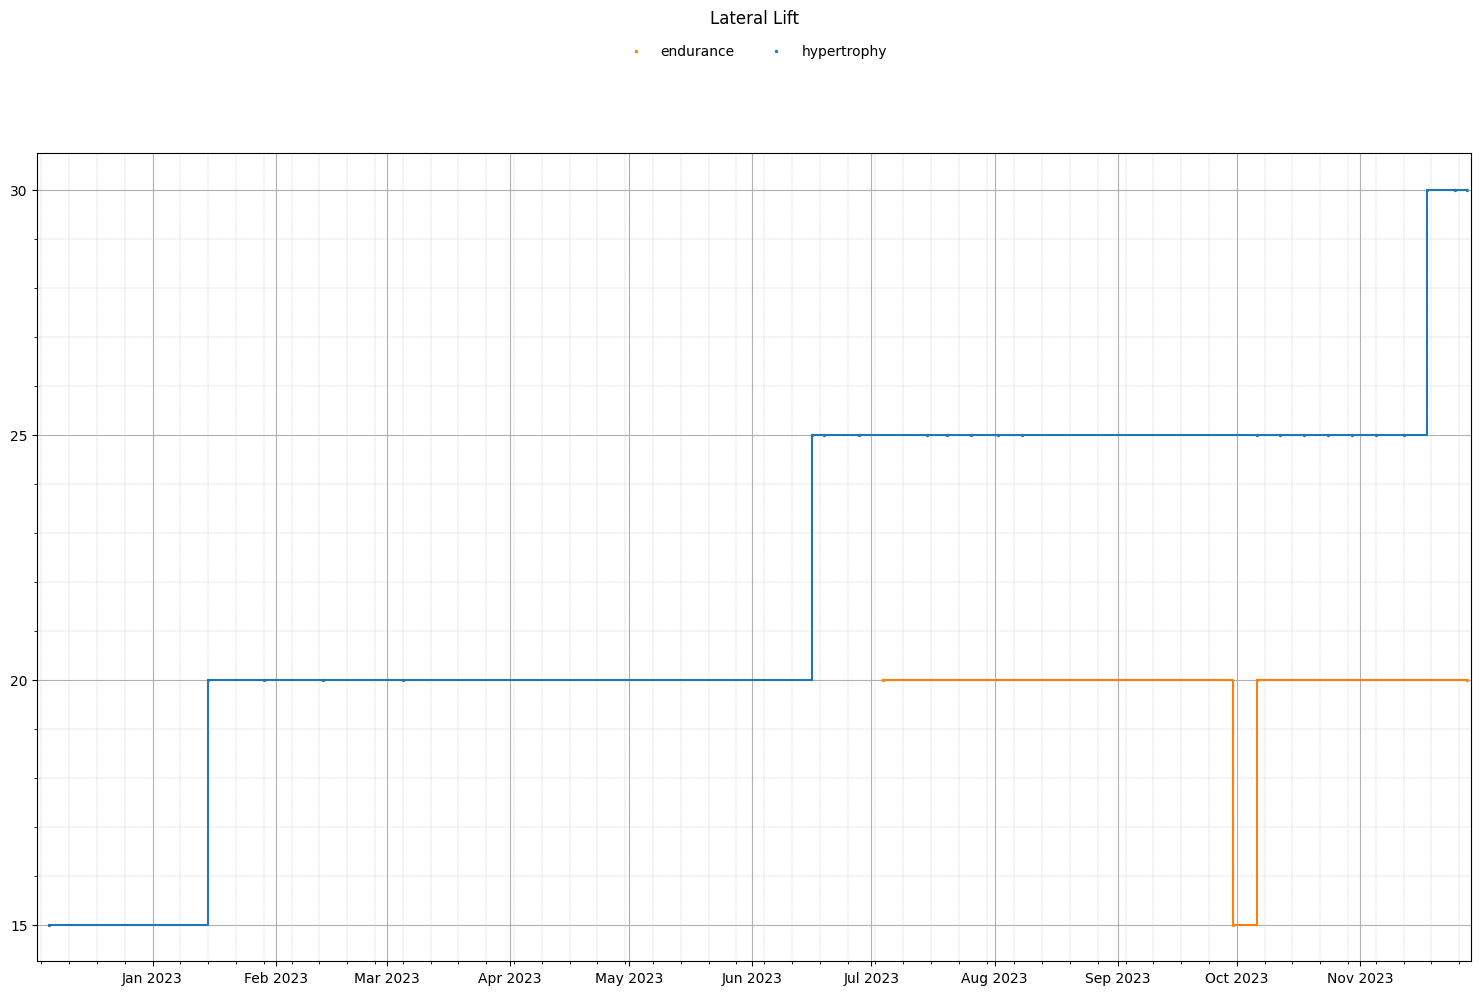 Lateral Lift
endurance hypertrophy
30
25
20
15
Jan 2023 Feb 2023 Mar 2023 Apr 2023 May 2023 Jun 2023 Jul 2023 Aug 2023 Sep 2023 Oct 2023 Nov 2023